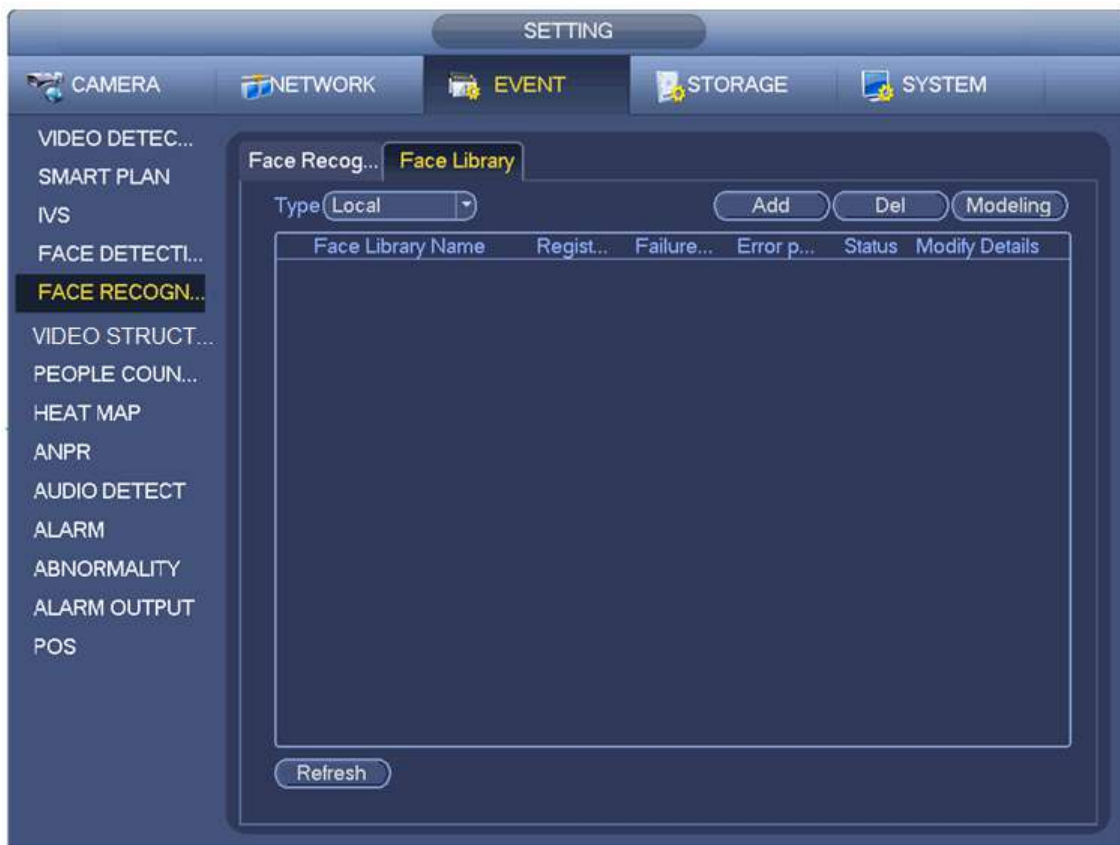 SETTING
CAMERA NETWORK EVENT STORAGE SYSTEM
VIDEO DETEC...
SMART PLAN
IVS
FACE DETECTI...
FACE RECOGN...
VIDEO STRUCT...
PEOPLE COUN...
HEAT MAP
ANPR
AUDIO DETECT
ALARM
ABNORMALITY
ALARM OUTPUT
POS
Face Recog... Face Library
Type Local Add Del Modeling
Face Library Name Regist... Failure... Error p... Status Modify Details
Refresh